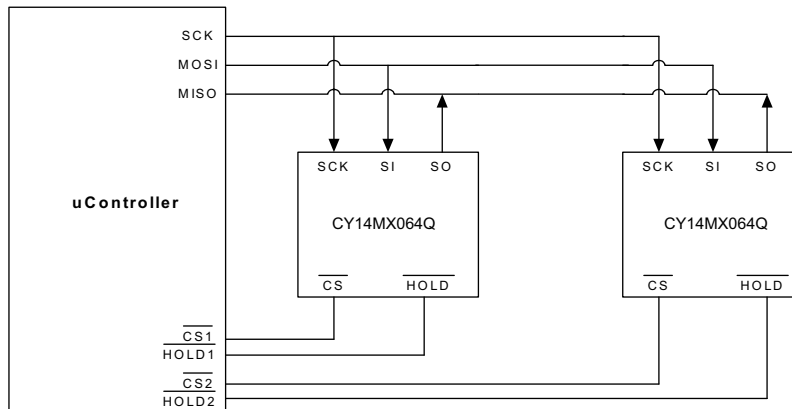 SCK
MOSI
MISO
SCK SI SO
SCK SI SO
uController
CY14MX064Q
CY14MX064Q
CS HOLD
CS HOLD
CS1
HOLD1
CS2
HOLD2